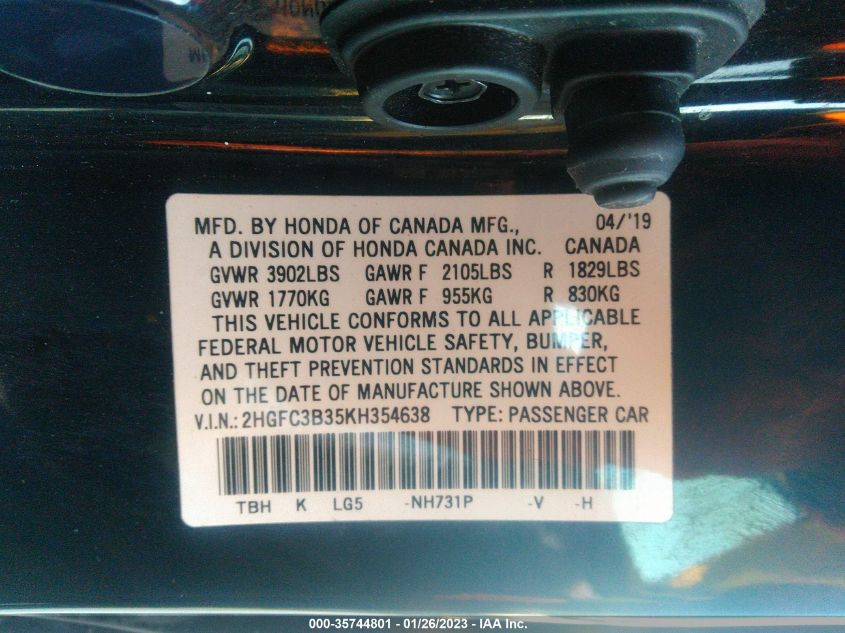 MFD. BY HONDA OF CANADA MFG., 04/'19
A DIVISION OF HONDA CANADA INC. CANADA
GVWR 3902LBS GAWR F 2105LBS R 1829LBS
GVWR 1770KG GAWR F 955KG R 830KG
THIS VEHICLE CONFORMS TO ALL APPLICABLE
FEDERAL MOTOR VEHICLE SAFETY, BUMPER,
AND THEFT PREVENTION STANDARDS IN EFFECT
ON THE DATE OF MANUFACTURE SHOWN ABOVE.
V.I.N.: 2HGFC3B35KH354638 TYPE: PASSENGER CAR
TBH K LG5 -NH731P -V -H
000-35744801 - 01/26/2023 - IAA Inc.